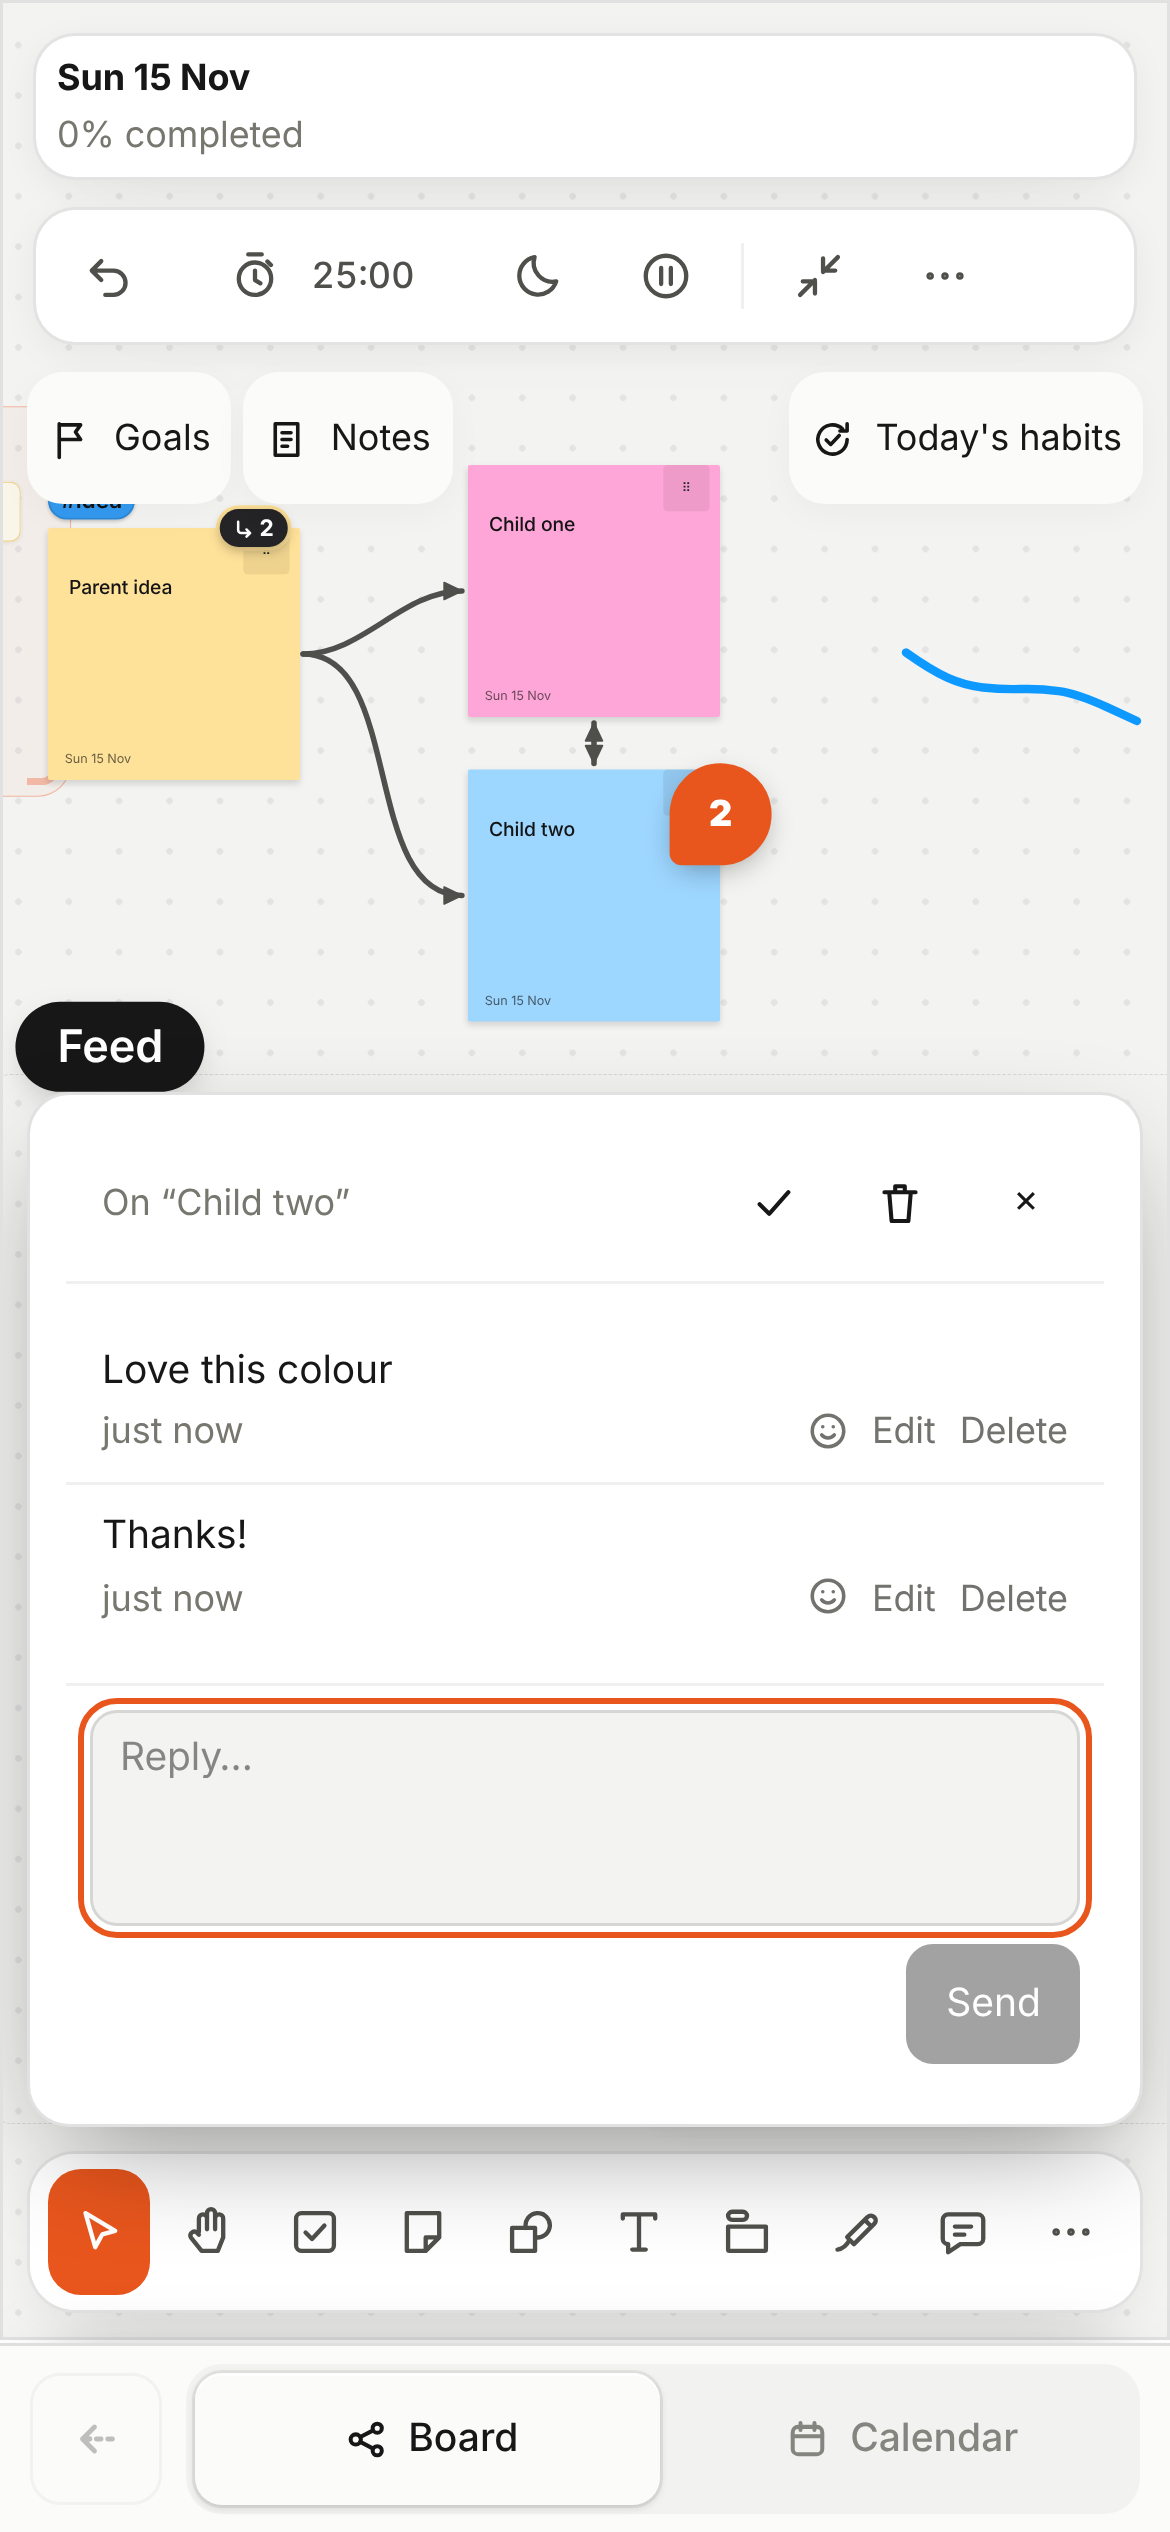 Sun 15 Nov
0% completed
25:00
Goals
Notes
Today's habits
#idea
2
Child one
Parent idea
Sun 15 Nov
Sun 15 Nov
2
Child two
Sun 15 Nov
Feed
On “Child two”
Love this colour
just now
Edit Delete
Thanks!
just now
Edit Delete
Reply...
Send
Board
Calendar